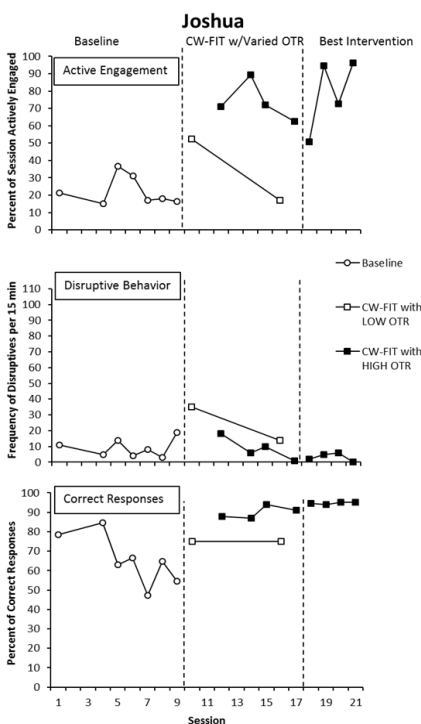 Joshua
Baseline
CW-FIT w/Varied OTR
Best Intervention
Percent of Session Actively Engaged
100
90
80
70
60
50
40
30
20
10
0
Active Engagement
Baseline
CW-FIT with
LOW OTR
CW-FIT with
HIGH OTR
Frequency of Disruptives per 15 min
110
100
90
80
70
60
50
40
30
20
10
0
Disruptive Behavior
Percent of Correct Responses
100
90
80
70
60
50
40
30
20
10
0
Correct Responses
1 3 5 7 9 11 13 15 17 19 21
Session